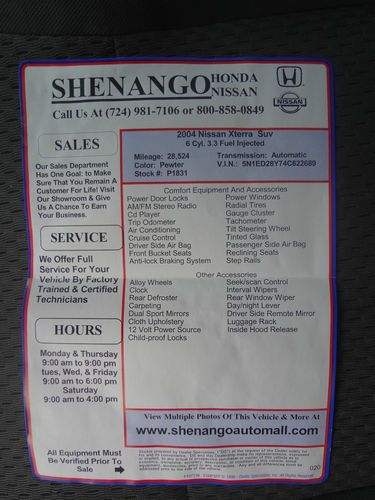 SHENANGO HONDA NISSAN
NISSAN
Call Us At (724) 981-7106 or 800-858-0849
SALES
Our Sales Department
Has One Goal: to Make
Sure That You Remain A
Customer For Life! Visit
Our Showroom & Give
Us A Chance To Earn
Your Business.
SERVICE
We Offer Full
Service For Your
Vehicle By Factory
Trained & Certified
Technicians
HOURS
Monday & Thursday
9:00 am to 9:00 pm
tues, Wed, & Friday
9:00 am to 6:00 pm
Saturday
9:00 am to 4:00 pm
All Equipment Must
Be Verified Prior To
Sale
2004 Nissan Xterra Suv
6 Cyl. 3.3 Fuel Injected
Mileage: 28,524 Transmission: Automatic
Color: Pewter V.I.N.: 5N1ED28Y74C622689
Stock #: P1831
Comfort Equipment And Accessories
Power Door Locks Power Windows
AM/FM Stereo Radio Radial Tires
Cd Player Gauge Cluster
Trip Odometer Tachometer
Air Conditioning Tilt Steering Wheel
Cruise Control Tinted Glass
Driver Side Air Bag Passenger Side Air Bag
Front Bucket Seats Reclining Seats
Anti-lock Braking System Step Rails
Other Accessories
Alloy Wheels Seek/scan Control
Clock Interval Wipers
Rear Defroster Rear Window Wiper
Carpeting Day/night Lever
Dual Sport Mirrors Driver Side Remote Mirror
Cloth Upholstery Luggage Rack
12 Volt Power Source Inside Hood Release
Child-proof Locks
View Multiple Photos Of This Vehicle & More At
www.shenangoautomall.com
020